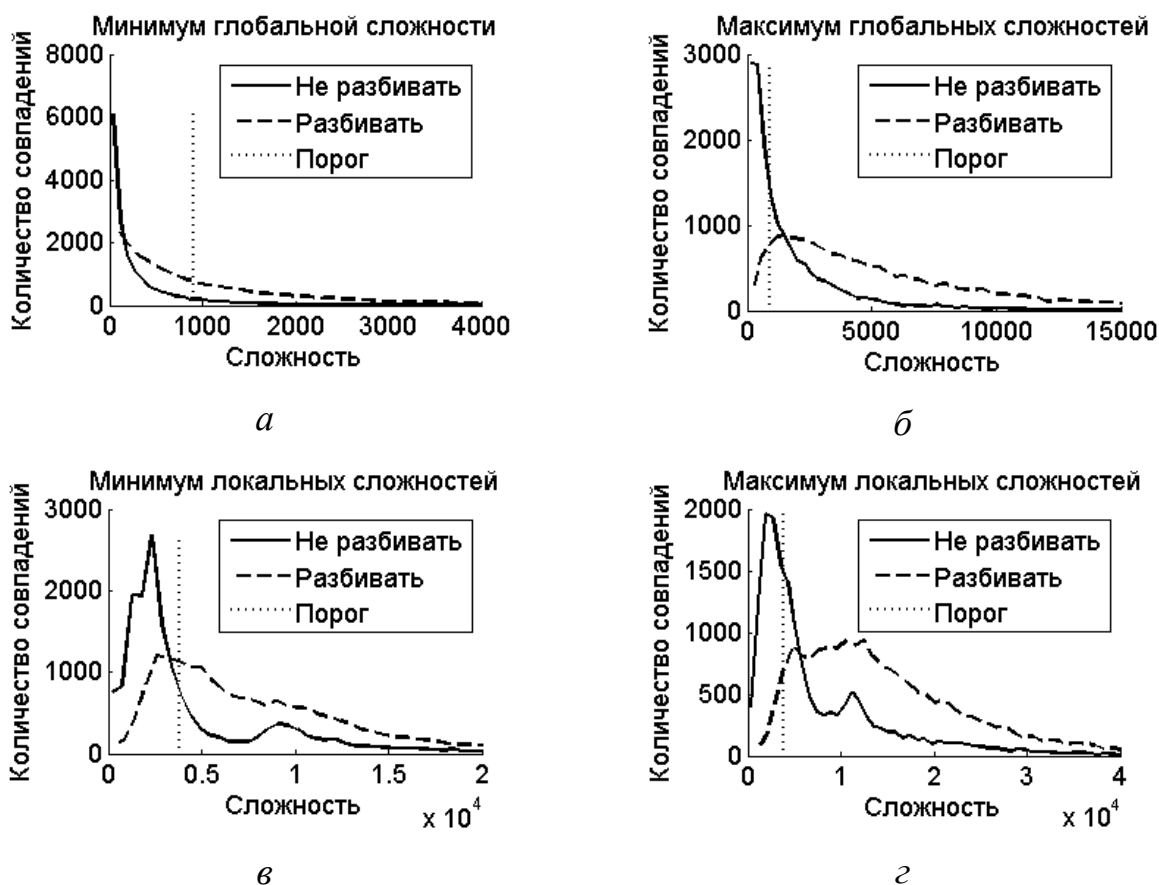 Минимум глобальной сложности
Количество совпадений
8000
6000
4000
2000
0
Не разбивать
Разбивать
Порог
0 1000 2000 3000 4000
Сложность
а
Максимум глобальных сложностей
Количество совпадений
3000
2000
1000
0
Не разбивать
Разбивать
Порог
0 5000 10000 15000
Сложность
б
Минимум локальных сложностей
Количество совпадений
3000
2000
1000
0
Не разбивать
Разбивать
Порог
0 0.5 1 1.5 2
Сложность
x 10^4
в
Максимум локальных сложностей
Количество совпадений
2000
1500
1000
500
0
Не разбивать
Разбивать
Порог
0 1 2 3 4
Сложность
x 10^4
г